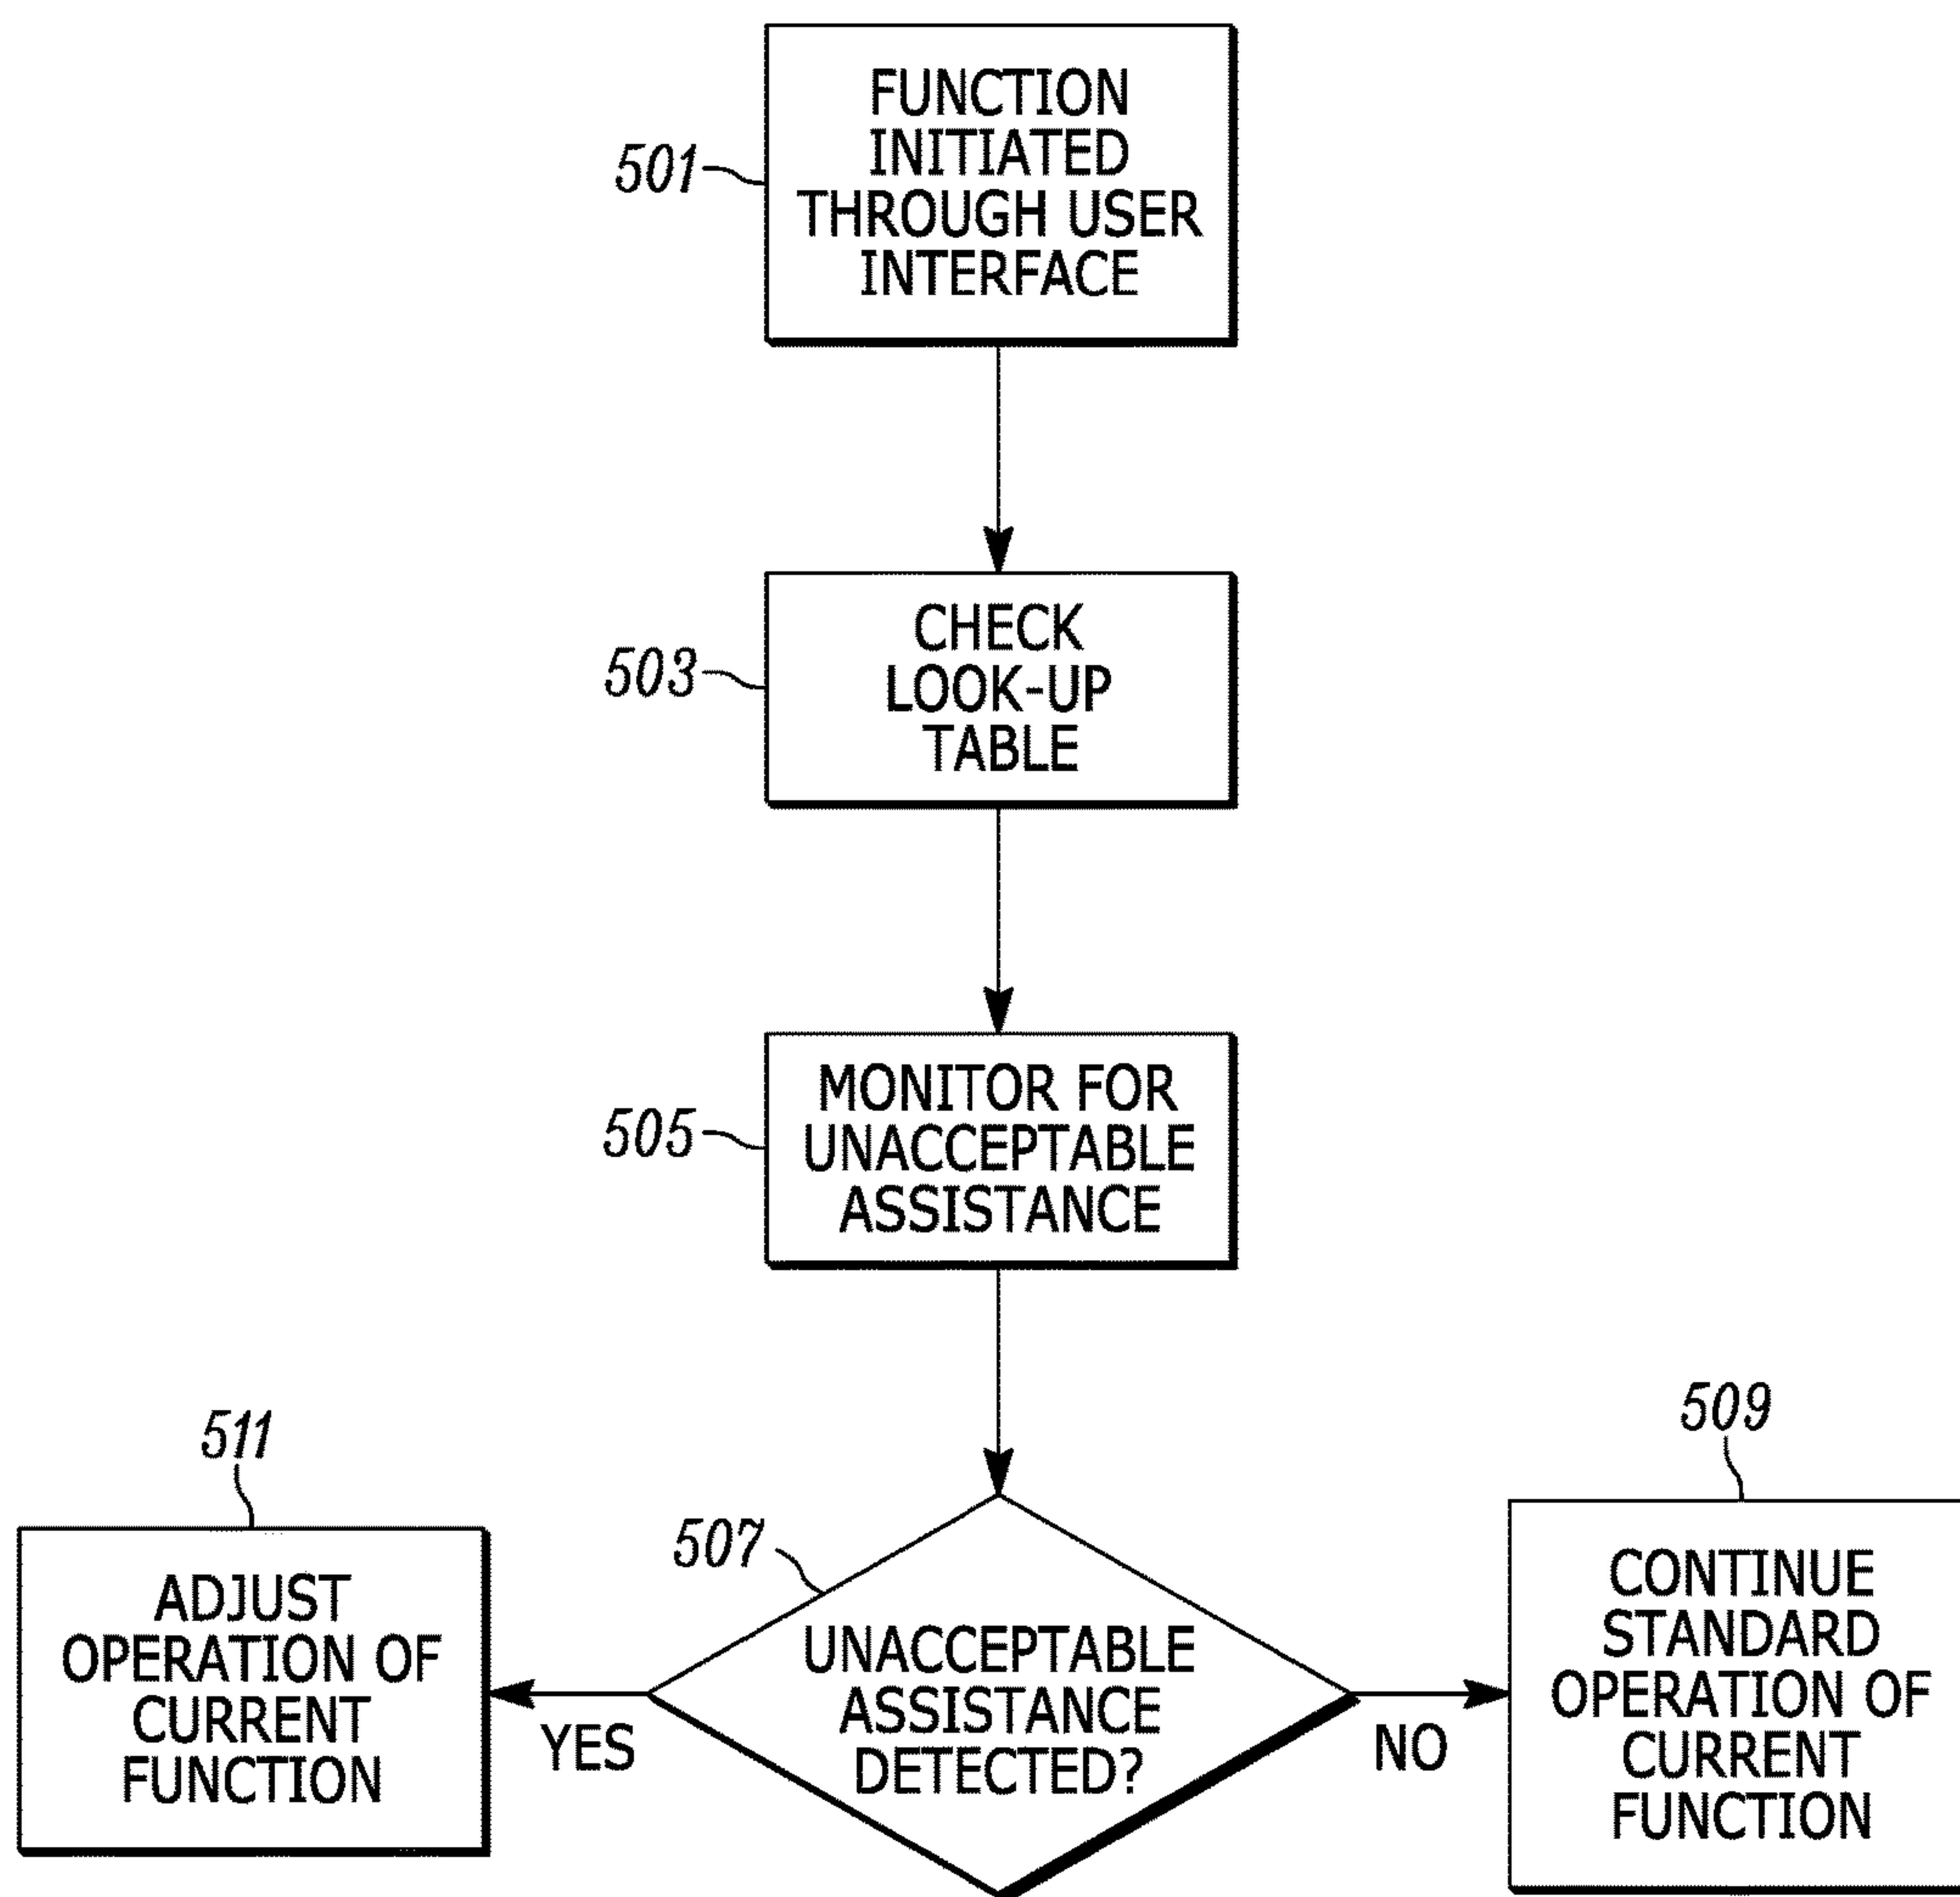 501
FUNCTION
INITIATED
THROUGH USER
INTERFACE
503
CHECK
LOOK-UP
TABLE
505
MONITOR FOR
UNACCEPTABLE
ASSISTANCE
507
UNACCEPTABLE
ASSISTANCE
DETECTED?
YES
NO
511
ADJUST
OPERATION OF
CURRENT
FUNCTION
509
CONTINUE
STANDARD
OPERATION OF
CURRENT
FUNCTION